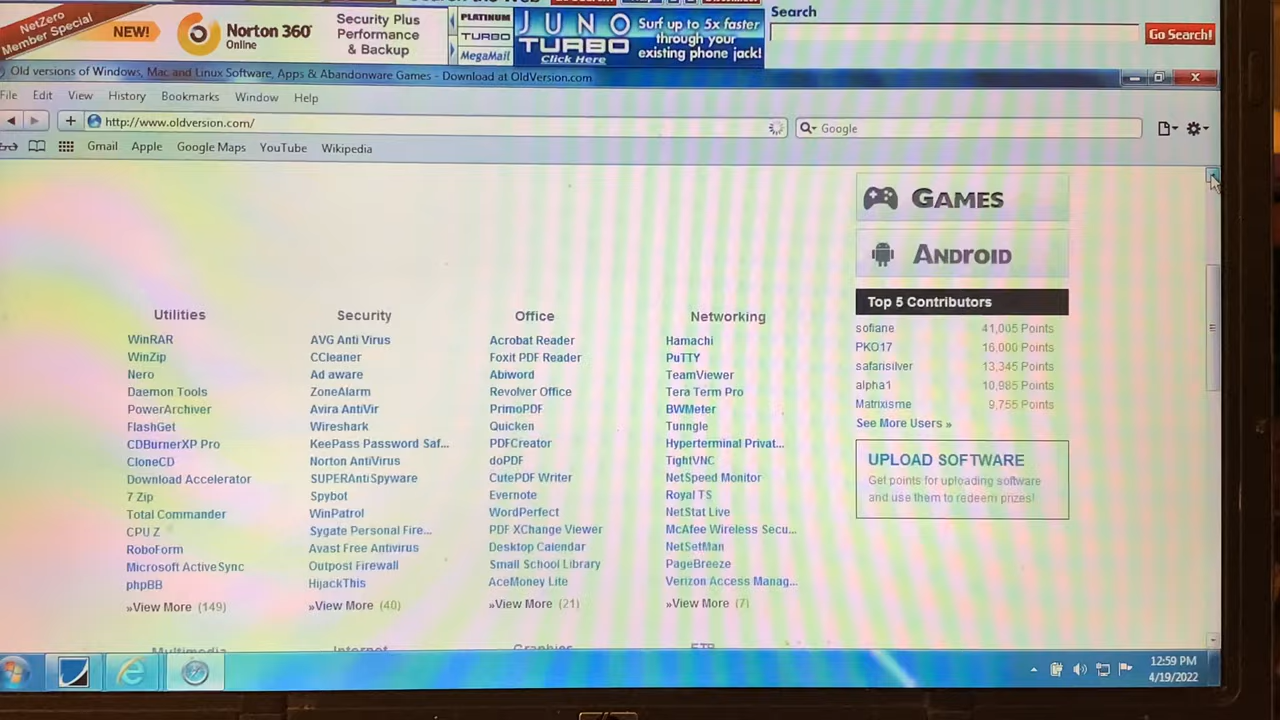 NetZero
Member Special
NEW!
Norton 360
Online
Security Plus
Performance
& Backup
PLATINUM
TURBO
MegaMail
JUNO
TURBO
Click Here
Surf up to 5x faster
through your
existing phone jack!
Search
Go Search!
Old versions of Windows, Mac and Linux Software, Apps & Abandonware Games - Download at OldVersion.com
File Edit View History Bookmarks Window Help
http://www.oldversion.com/
Google
Gmail Apple Google Maps YouTube Wikipedia
GAMES
ANDROID
Top 5 Contributors
sofiane 41,005 Points
PKO17 16,000 Points
safarisilver 13,345 Points
alpha1 10,985 Points
Matrixisme 9,755 Points
See More Users »
UPLOAD SOFTWARE
Get points for uploading software
and use them to redeem prizes!
Utilities
WinRAR
WinZip
Nero
Daemon Tools
PowerArchiver
FlashGet
CDBurnerXP Pro
CloneCD
Download Accelerator
7 Zip
Total Commander
CPU Z
RoboForm
Microsoft ActiveSync
phpBB
»View More (149)
Security
AVG Anti Virus
CCleaner
Ad aware
ZoneAlarm
Avira AntiVir
Wireshark
KeePass Password Saf...
Norton AntiVirus
SUPERAntiSpyware
Spybot
WinPatrol
Sygate Personal Fire...
Avast Free Antivirus
Outpost Firewall
HijackThis
»View More (40)
Office
Acrobat Reader
Foxit PDF Reader
Abiword
Revolver Office
PrimoPDF
Quicken
PDFCreator
doPDF
CutePDF Writer
Evernote
WordPerfect
PDF XChange Viewer
Desktop Calendar
Small School Library
AceMoney Lite
»View More (21)
Networking
Hamachi
PuTTY
TeamViewer
Tera Term Pro
BWMeter
Tunngle
Hyperterminal Privat...
TightVNC
NetSpeed Monitor
Royal TS
NetStat Live
McAfee Wireless Secu...
NetSetMan
PageBreeze
Verizon Access Manag...
»View More (7)
Multimedia
Internet
Graphics
FTP
12:59 PM
4/19/2022